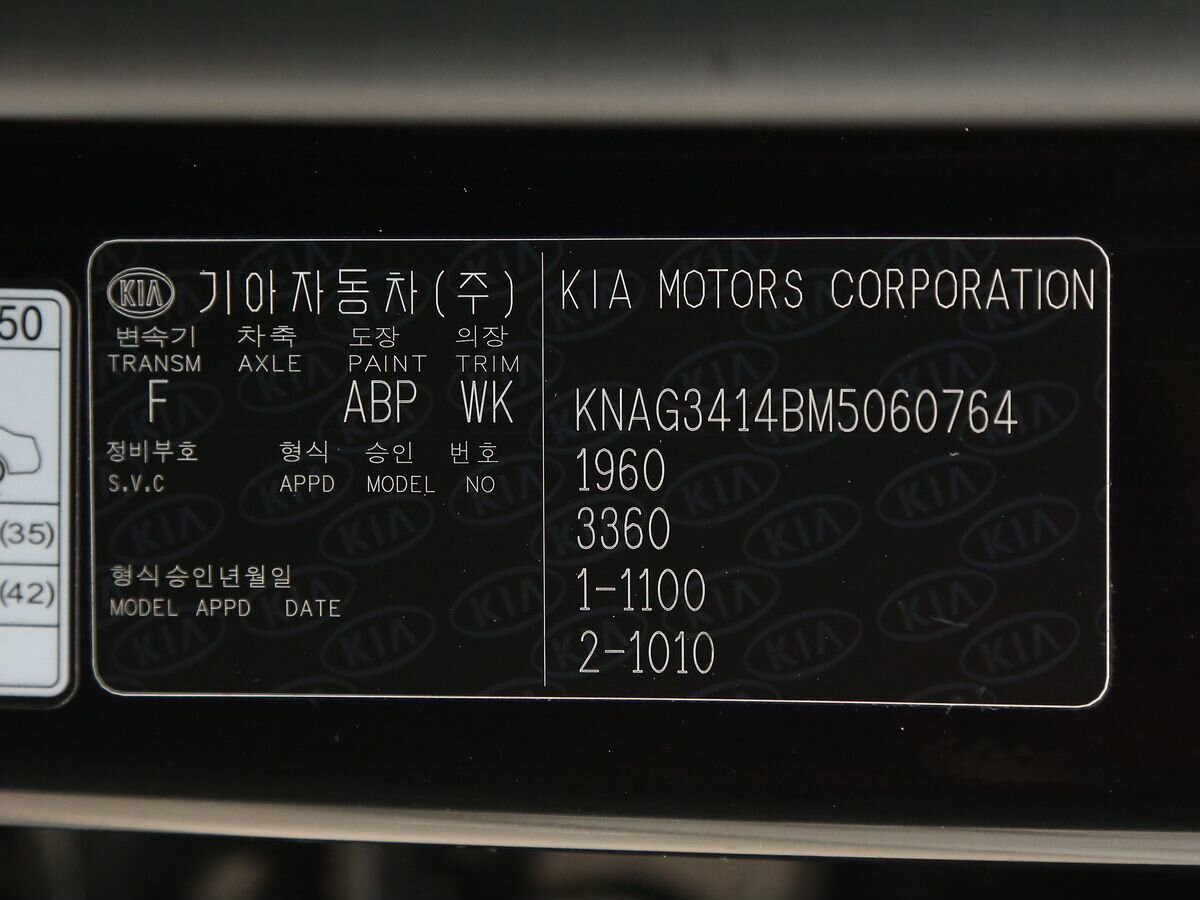 50
(35)
(42)
KIA 기아자동차(주)
변속기 차축 도장 의장
TRANSM AXLE PAINT TRIM
F ABP WK
정비부호 형식 승인 번호
S.V.C APPD MODEL NO
형식승인년월일
MODEL APPD DATE
KIA MOTORS CORPORATION
KNAG3414BM5060764
1960
3360
1-1100
2-1010